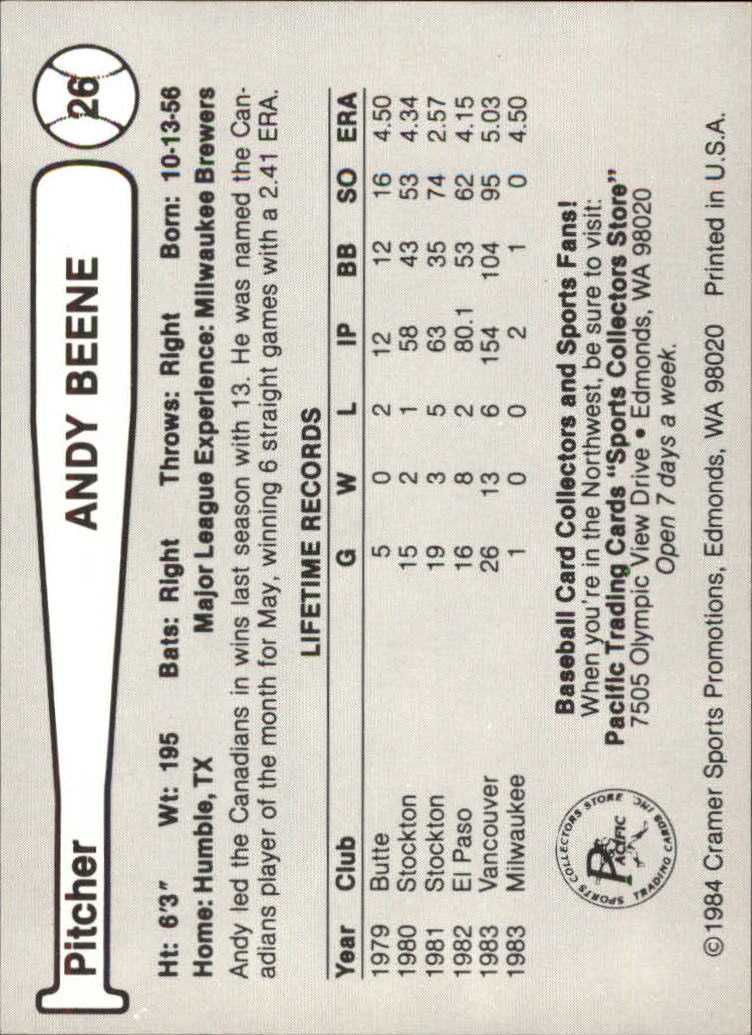 Pitcher ANDY BEENE 26
Ht: 6'3" Wt: 195 Bats: Right Throws: Right Born: 10-13-56
Home: Humble, TX Major League Experience: Milwaukee Brewers
Andy led the Canadians in wins last season with 13. He was named the Can-
adians player of the month for May, winning 6 straight games with a 2.41 ERA.
LIFETIME RECORDS
Year Club G W L IP BB SO ERA
1979 Butte 5 0 2 12 12 16 4.50
1980 Stockton 15 2 1 58 43 53 4.34
1981 Stockton 19 3 5 63 35 74 2.57
1982 El Paso 16 8 2 80.1 53 62 4.15
1983 Vancouver 26 13 6 154 104 95 5.03
1983 Milwaukee 1 0 0 2 1 0 4.50
SPORTS COLLECTORS STORE
PACIFIC
TRADING CARDS INC
Baseball Card Collectors and Sports Fans!
When you're in the Northwest, be sure to visit:
Pacific Trading Cards "Sports Collectors Store"
7505 Olympic View Drive • Edmonds, WA 98020
Open 7 days a week.
©1984 Cramer Sports Promotions, Edmonds, WA 98020 Printed in U.S.A.